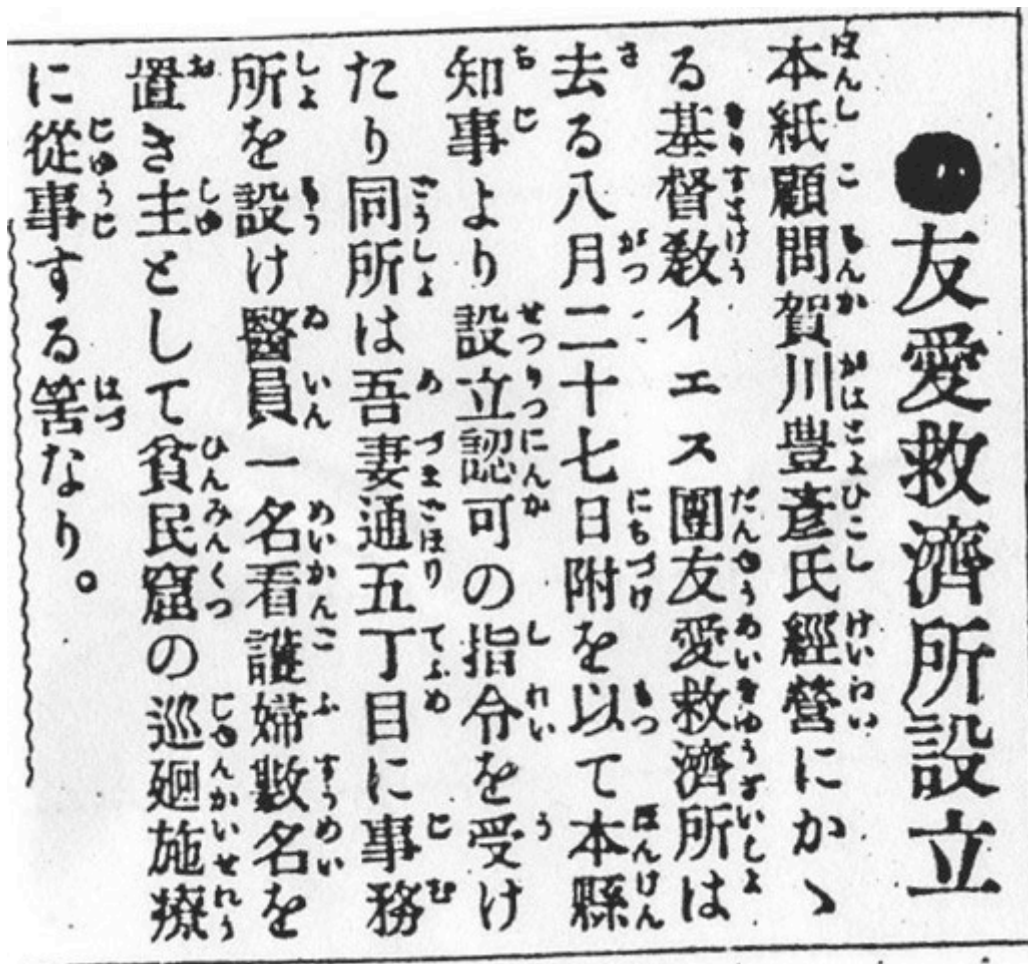 ●友愛救濟所設立
本紙顧問賀川豊彦氏經營にかゝ
る基督敎イエス團友愛救濟所は
去る八月二十七日附を以て本縣
知事より設立認可の指令を受け
たり同所は吾妻通五丁目に事務
所を設け醫員一名看護婦數名を
置き主として貧民窟の巡廻施療
に從事する筈なり。